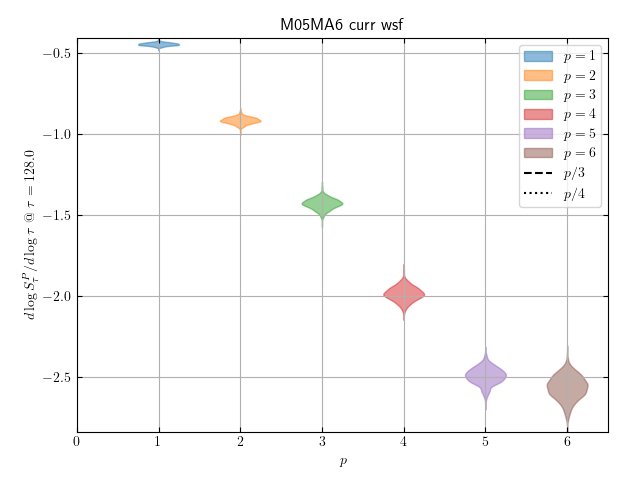 M05MA6 curr wsf
d log S_τ^P / d log τ @ τ = 128.0
−0.5
−1.0
−1.5
−2.0
−2.5
0 1 2 3 4 5 6
p
p = 1
p = 2
p = 3
p = 4
p = 5
p = 6
p/3
p/4